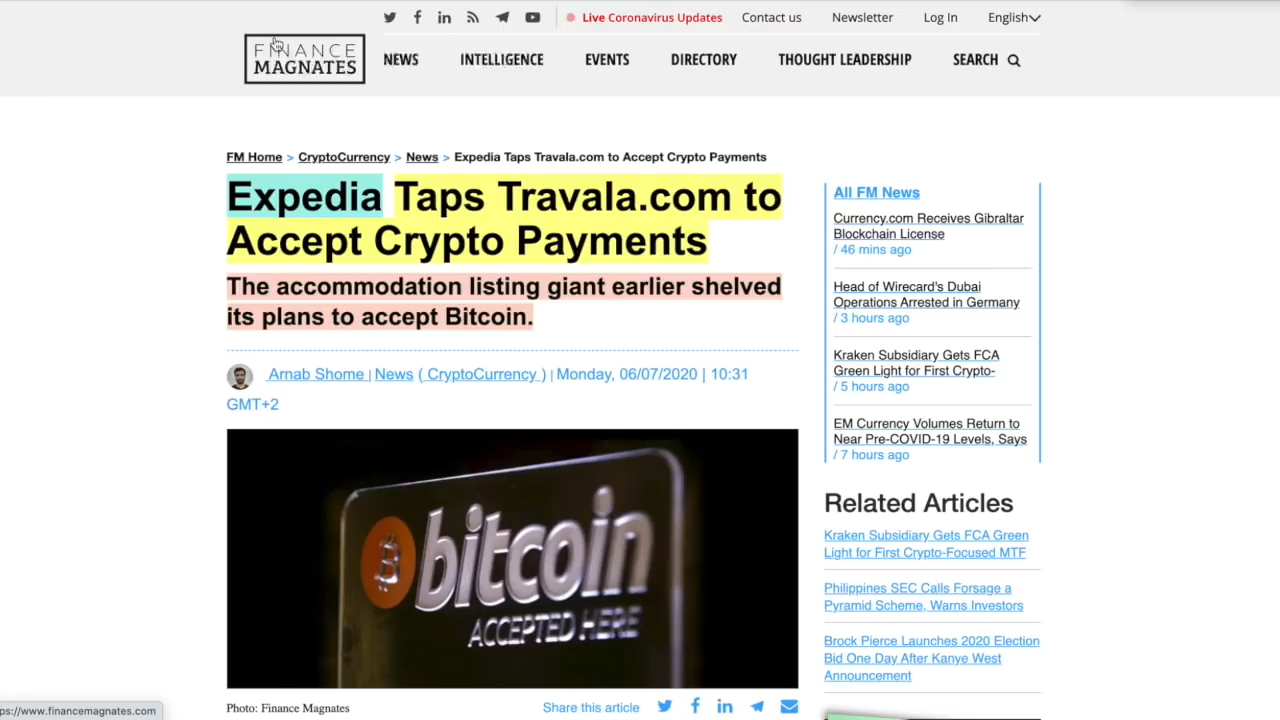 Live Coronavirus Updates
Contact us
Newsletter
Log In
English
FINANCE
MAGNATES
NEWS
INTELLIGENCE
EVENTS
DIRECTORY
THOUGHT LEADERSHIP
SEARCH
FM Home > CryptoCurrency > News > Expedia Taps Travala.com to Accept Crypto Payments
Expedia Taps Travala.com to
Accept Crypto Payments
The accommodation listing giant earlier shelved
its plans to accept Bitcoin.
Arnab Shome | News ( CryptoCurrency ) | Monday, 06/07/2020 | 10:31
GMT+2
bitcoin
ACCEPTED HERE
Photo: Finance Magnates
Share this article
All FM News
Currency.com Receives Gibraltar
Blockchain License
/ 46 mins ago
Head of Wirecard's Dubai
Operations Arrested in Germany
/ 3 hours ago
Kraken Subsidiary Gets FCA
Green Light for First Crypto-
/ 5 hours ago
EM Currency Volumes Return to
Near Pre-COVID-19 Levels, Says
/ 7 hours ago
Related Articles
Kraken Subsidiary Gets FCA Green
Light for First Crypto-Focused MTF
Philippines SEC Calls Forsage a
Pyramid Scheme, Warns Investors
Brock Pierce Launches 2020 Election
Bid One Day After Kanye West
Announcement
ps://www.financemagnates.com